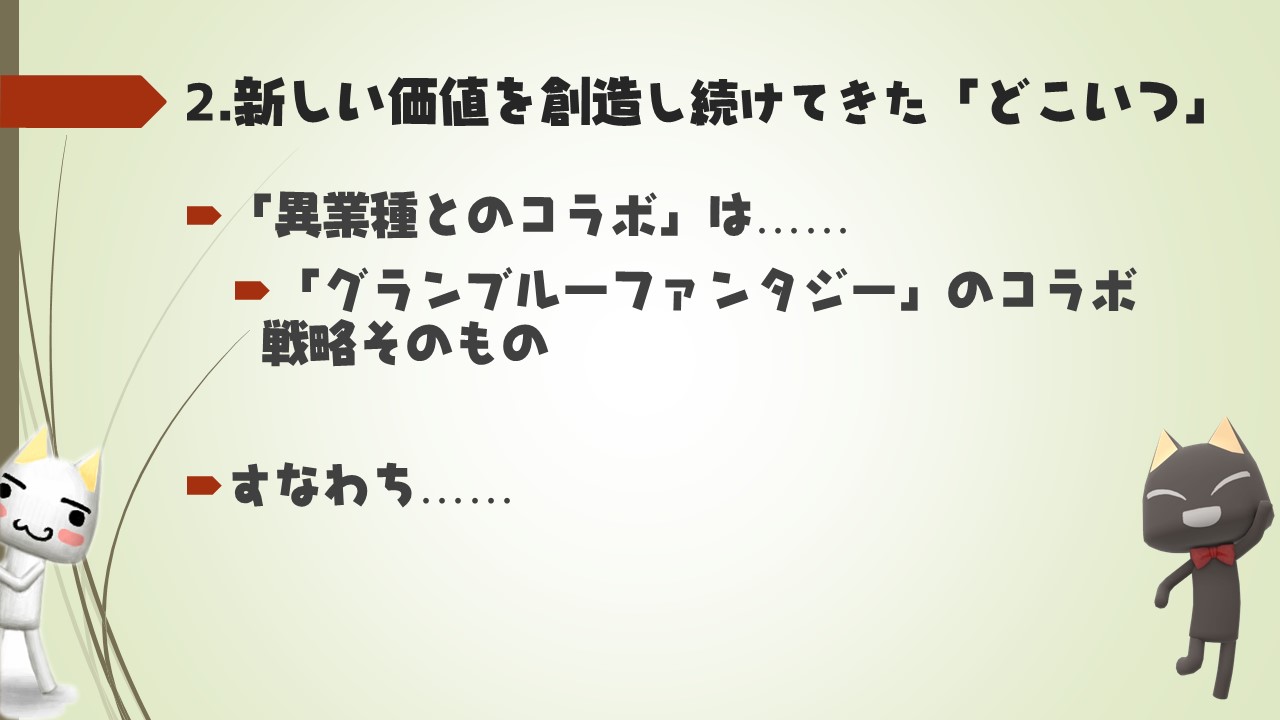 2.新しい価値を創造し続けてきた「どこいつ」
「異業種とのコラボ」は……
「グランブルーファンタジー」のコラボ
戦略そのもの
すなわち……